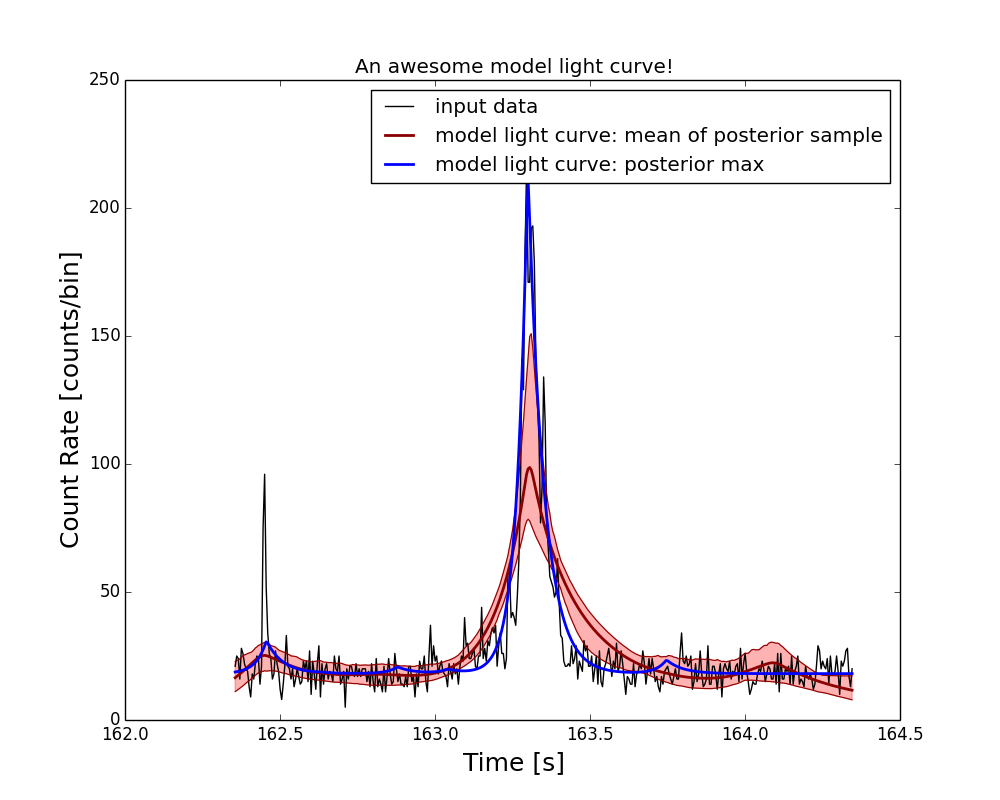 An awesome model light curve!
input data
model light curve: mean of posterior sample
model light curve: posterior max
Count Rate [counts/bin]
250
200
150
100
50
0
162.0 162.5 163.0 163.5 164.0 164.5
Time [s]